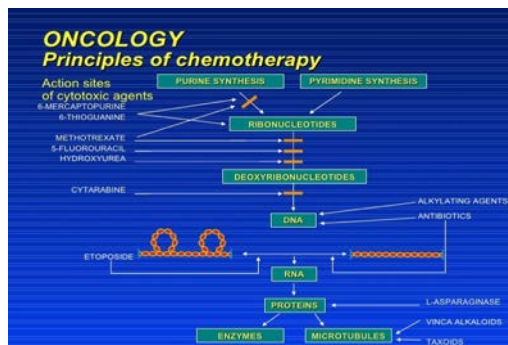 ONCOLOGY
Principles of chemotherapy
Action sites
of cytotoxic agents
PURINE SYNTHESIS
PYRIMIDINE SYNTHESIS
6-MERCAPTOPURINE
6-THIOGUANINE
RIBONUCLEOTIDES
METHOTREXATE
5-FLUOROURACIL
HYDROXYUREA
DEOXYRIBONUCLEOTIDES
CYTARABINE
ALKYLATING AGENTS
DNA
ANTIBIOTICS
ETOPOSIDE
RNA
PROTEINS
L-ASPARAGINASE
ENZYMES
MICROTUBULES
VINCA ALKALOIDS
TAXOIDS